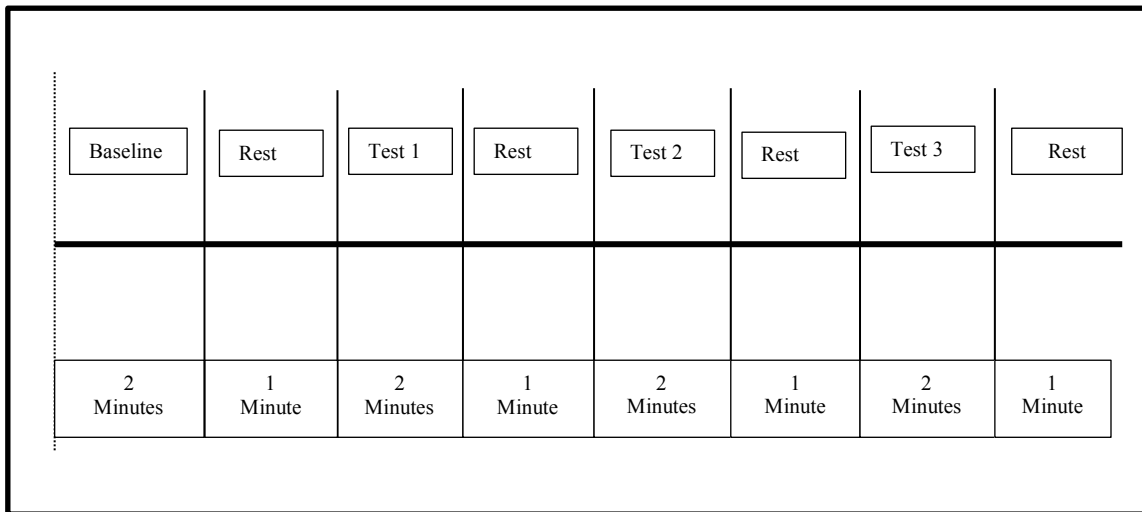 Baseline
Rest
Test 1
Rest
Test 2
Rest
Test 3
Rest
2
Minutes
1
Minute
2
Minutes
1
Minute
2
Minutes
1
Minute
2
Minutes
1
Minute